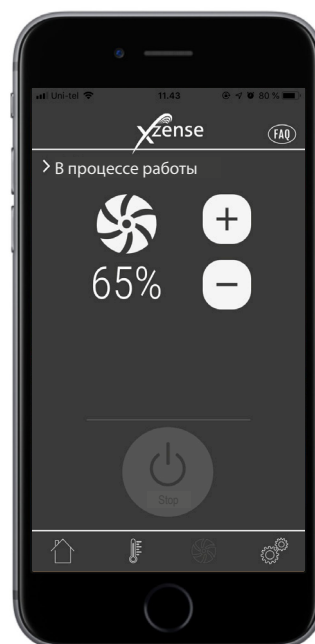 Uni-tel 11.43 80 %
xzense
FAQ
В процессе работы
+
65%
−
Stop